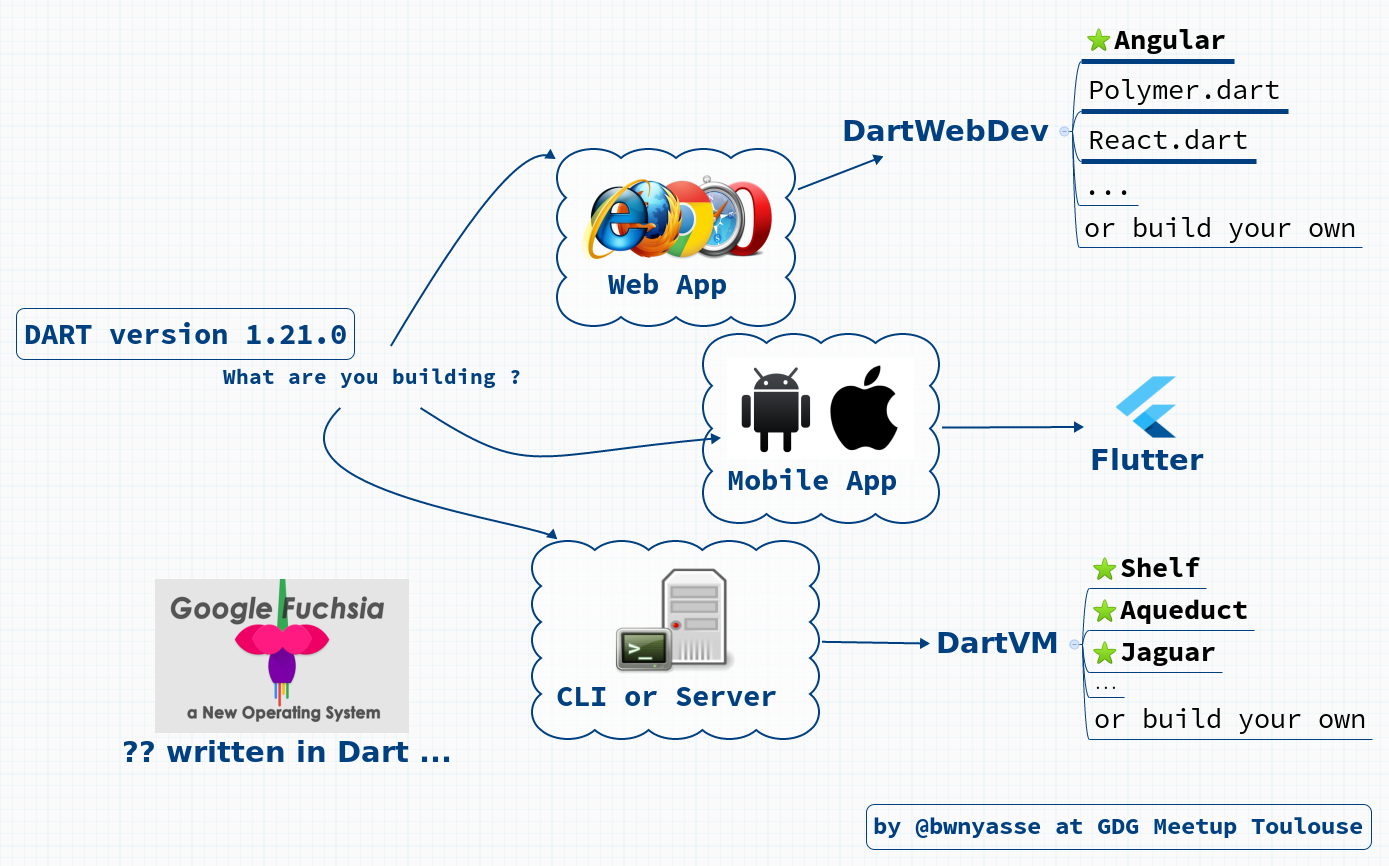 Angular
Polymer.dart
React.dart
...
or build your own
DartWebDev
Web App
DART version 1.21.0
What are you building ?
Mobile App
Flutter
>_
CLI or Server
DartVM
Shelf
Aqueduct
Jaguar
...
or build your own
Google Fuchsia
a New Operating System
?? written in Dart ...
by @bwnyasse at GDG Meetup Toulouse